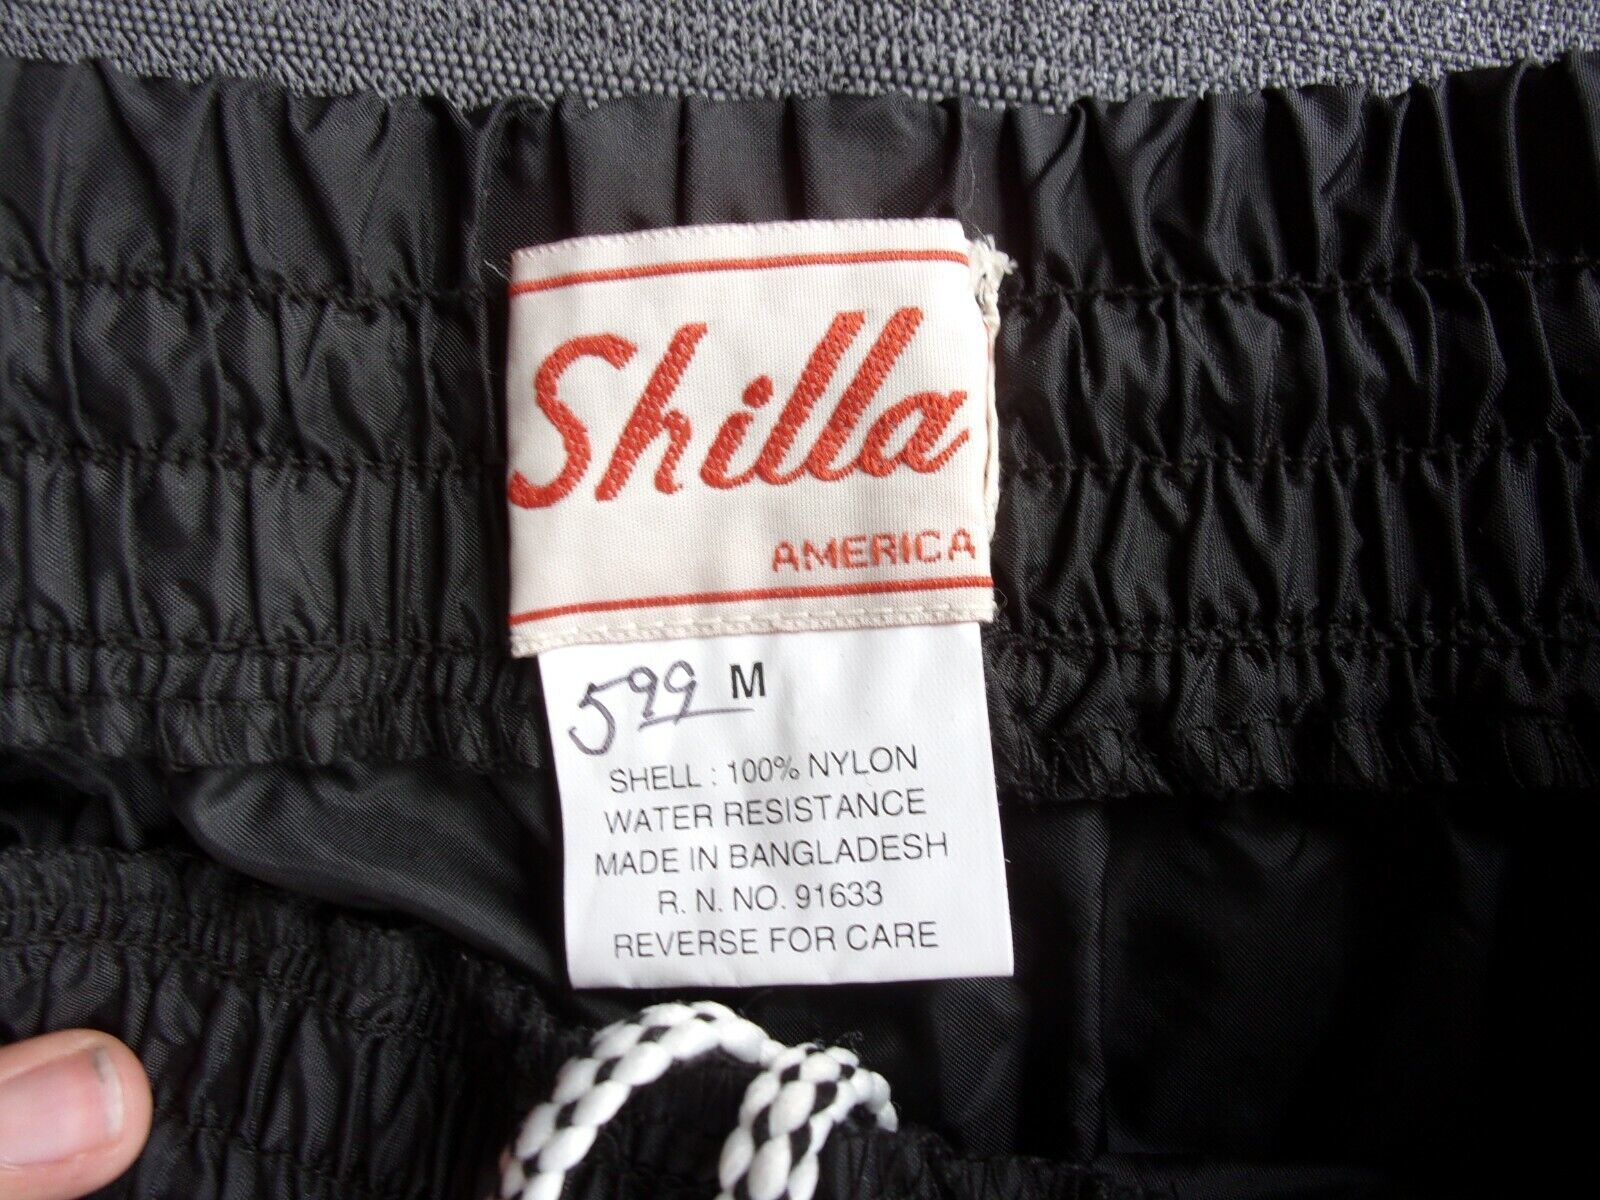 Shilla
AMERICA
599 M
SHELL : 100% NYLON
WATER RESISTANCE
MADE IN BANGLADESH
R. N. NO. 91633
REVERSE FOR CARE